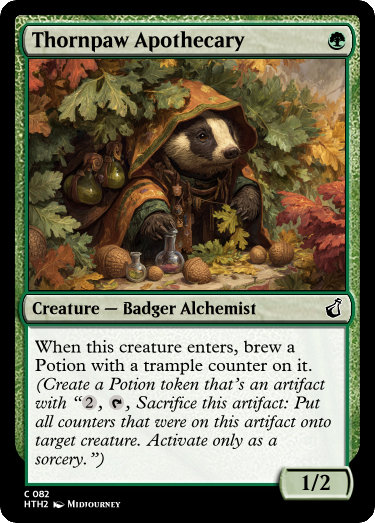 Thornpaw Apothecary
Creature — Badger Alchemist
When this creature enters, brew a
Potion with a trample counter on it.
(Create a Potion token that's an artifact
with “2, , Sacrifice this artifact: Put
all counters that were on this artifact onto
target creature. Activate only as a
sorcery.”)
1/2
C 082
HTH2 Midjourney